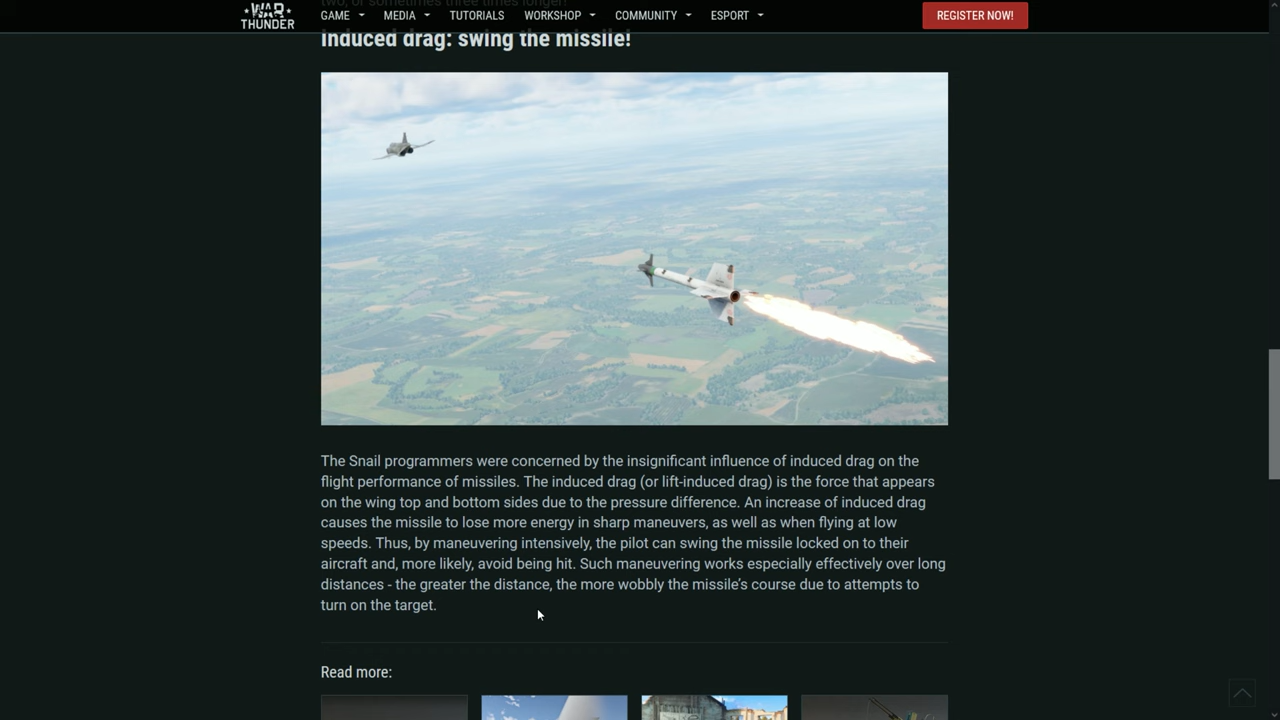 two, or sometimes three times longer!
WAR
THUNDER
GAME
MEDIA
TUTORIALS
WORKSHOP
COMMUNITY
ESPORT
REGISTER NOW!
Induced drag: swing the missile!
The Snail programmers were concerned by the insignificant influence of induced drag on the
flight performance of missiles. The induced drag (or lift-induced drag) is the force that appears
on the wing top and bottom sides due to the pressure difference. An increase of induced drag
causes the missile to lose more energy in sharp maneuvers, as well as when flying at low
speeds. Thus, by maneuvering intensively, the pilot can swing the missile locked on to their
aircraft and, more likely, avoid being hit. Such maneuvering works especially effectively over long
distances - the greater the distance, the more wobbly the missile’s course due to attempts to
turn on the target.
Read more: